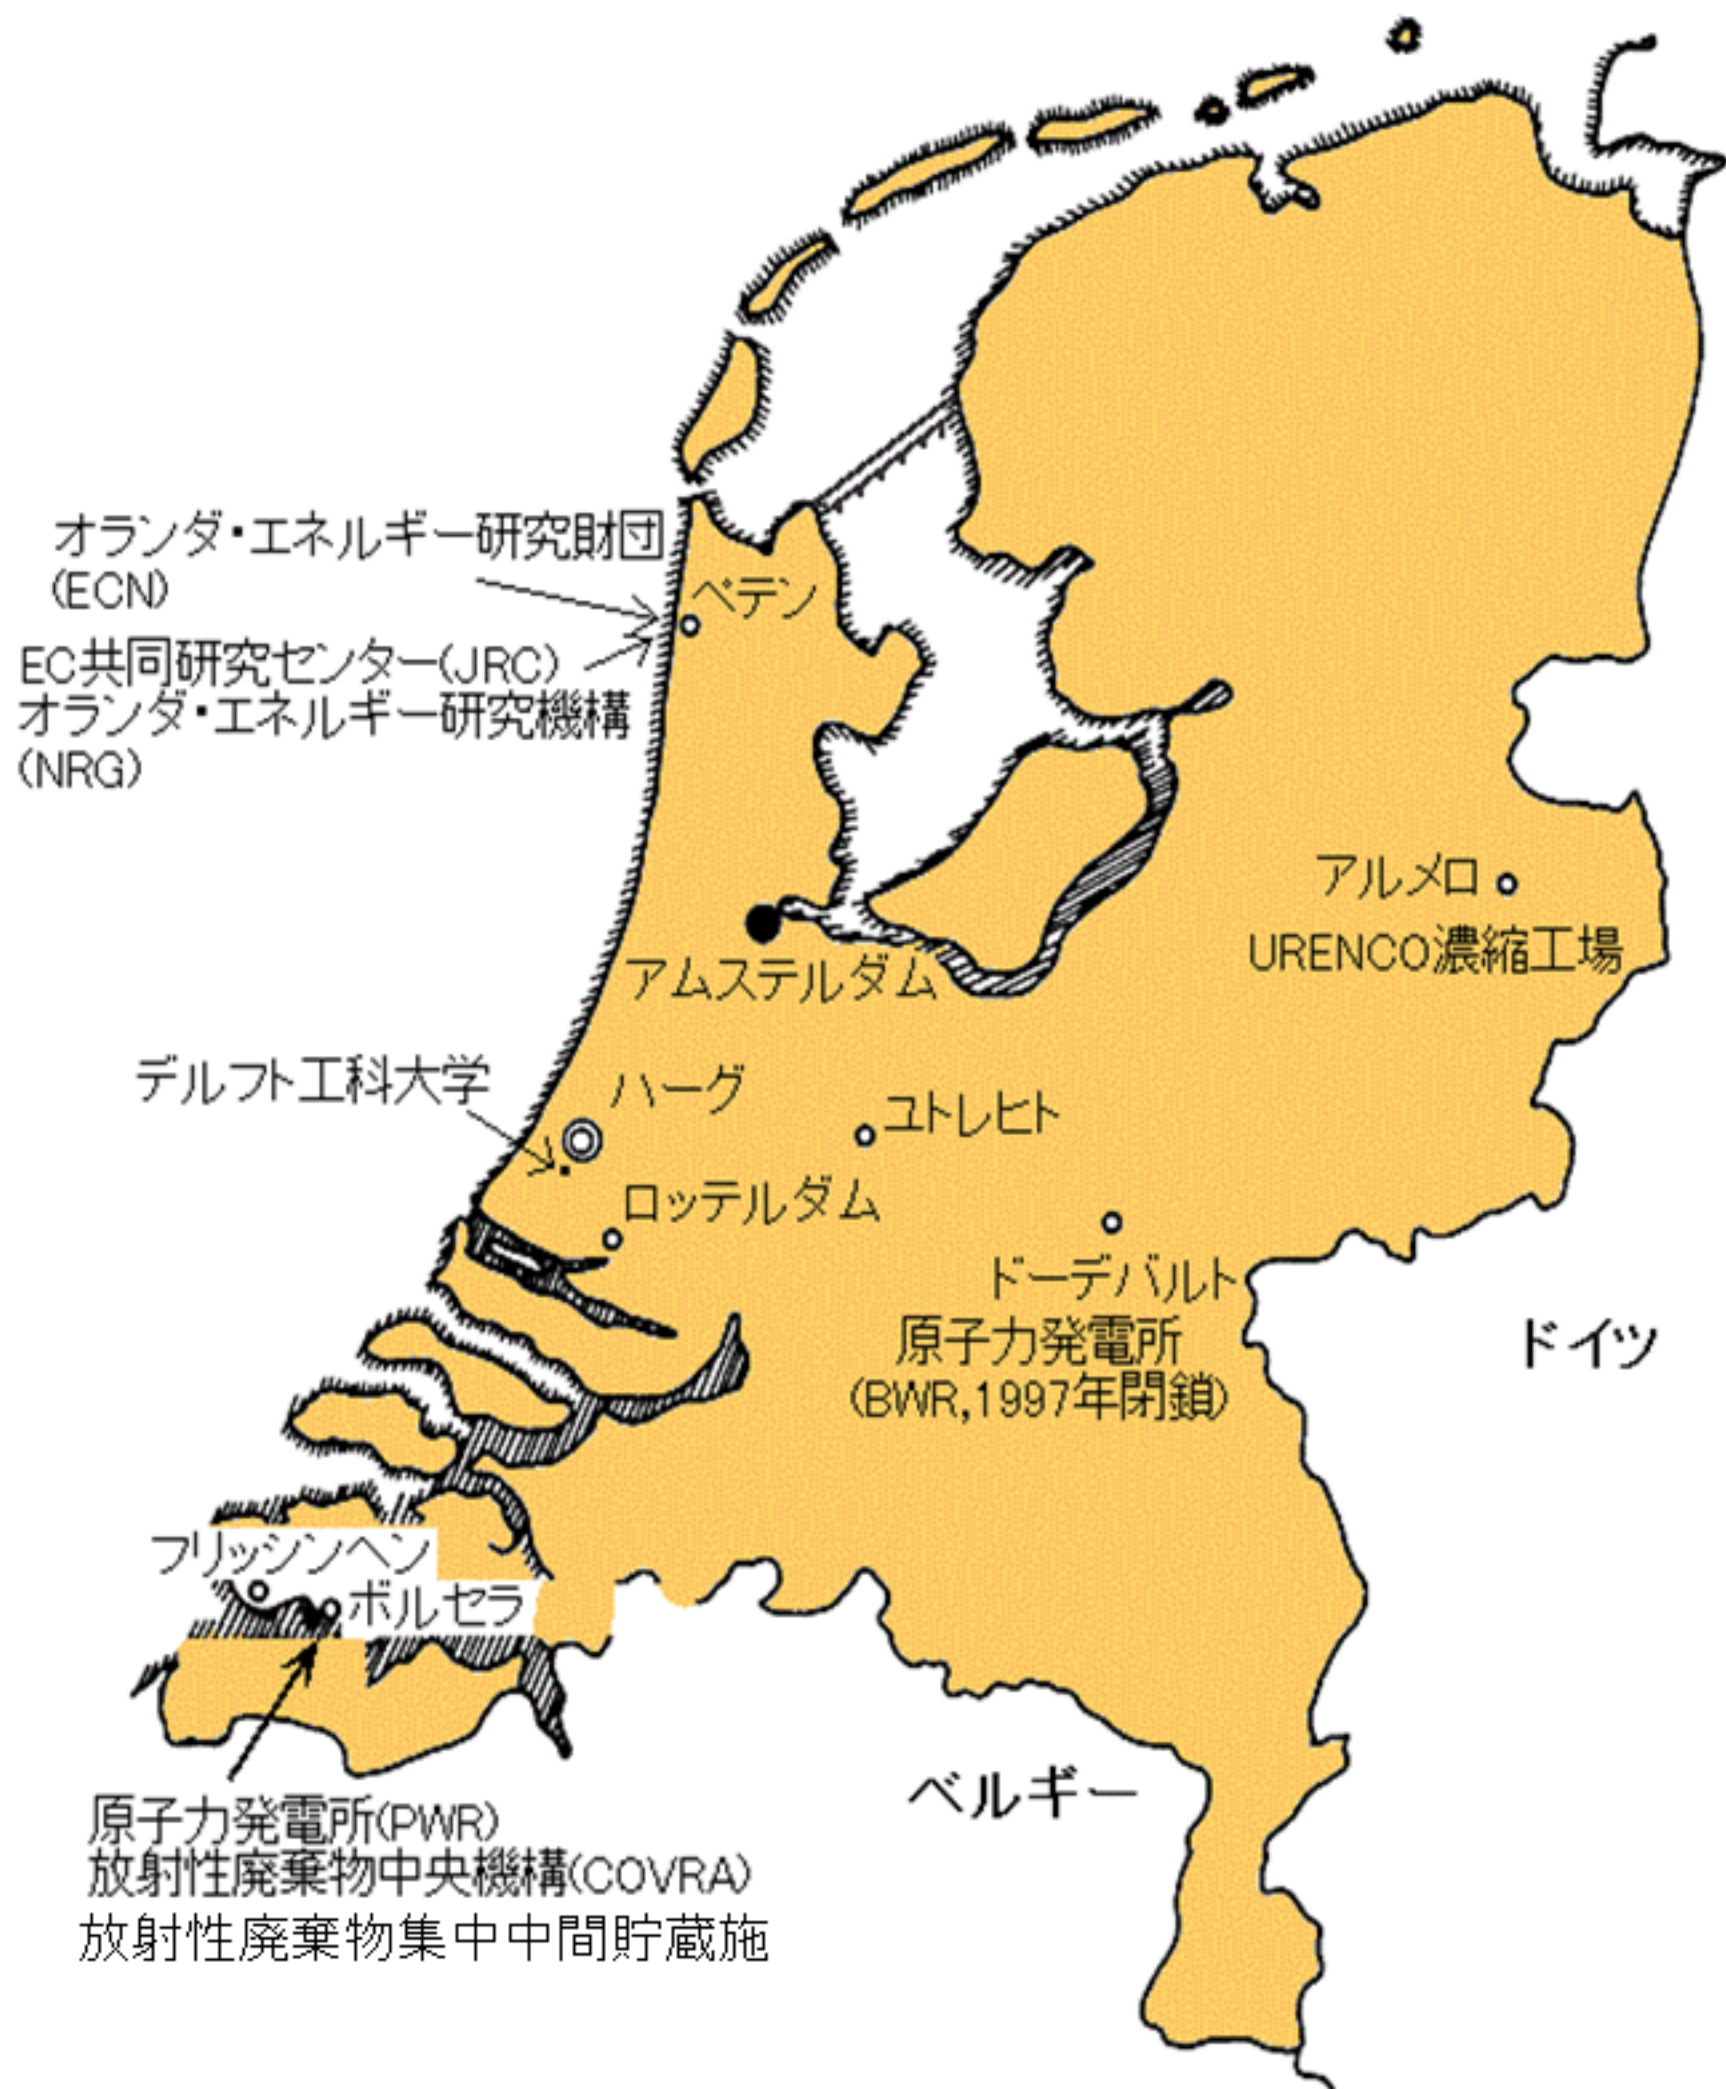 オランダ・エネルギー研究財団
(ECN)
ペテン
EC共同研究センター(JRC)
オランダ・エネルギー研究機構
(NRG)
アルメロ
URENCO濃縮工場
アムステルダム
デルフト工科大学
ハーグ
ユトレヒト
ロッテルダム
ドーデバルト
原子力発電所
(BWR,1997年閉鎖)
ドイツ
フリッシンヘン
ボルセラ
ベルギー
原子力発電所(PWR)
放射性廃棄物中央機構(COVRA)
放射性廃棄物集中中間貯蔵施